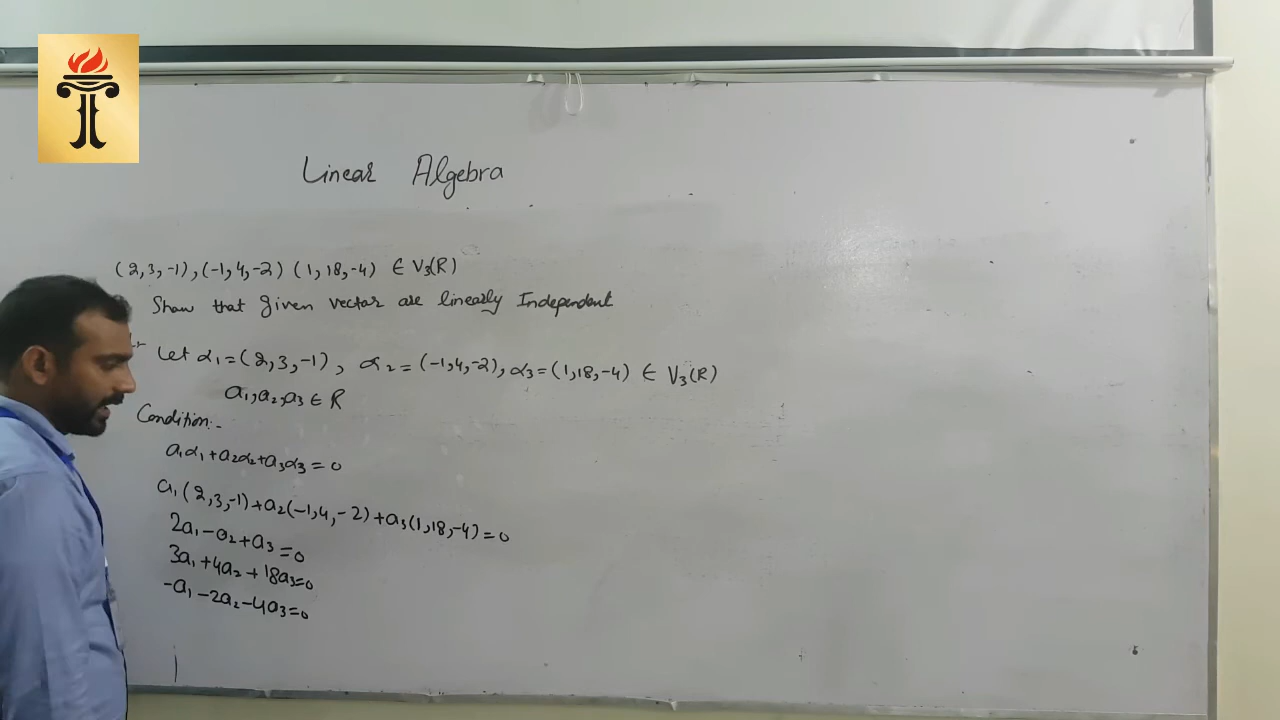 Linear Algebra
(2,3,-1),(-1,4,-2) (1,18,-4) ∈ V₃(R)
Show that given vector are linearly Independent
Let α₁=(2,3,-1), α₂=(-1,4,-2), α₃=(1,18,-4) ∈ V₃(R)
a₁,a₂,a₃ ∈ R
Condition:-
a₁α₁+a₂α₂+a₃α₃=0
a₁(2,3,-1)+a₂(-1,4,-2)+a₃(1,18,-4)=0
2a₁-a₂+a₃=0
3a₁+4a₂+18a₃=0
-a₁-2a₂-4a₃=0